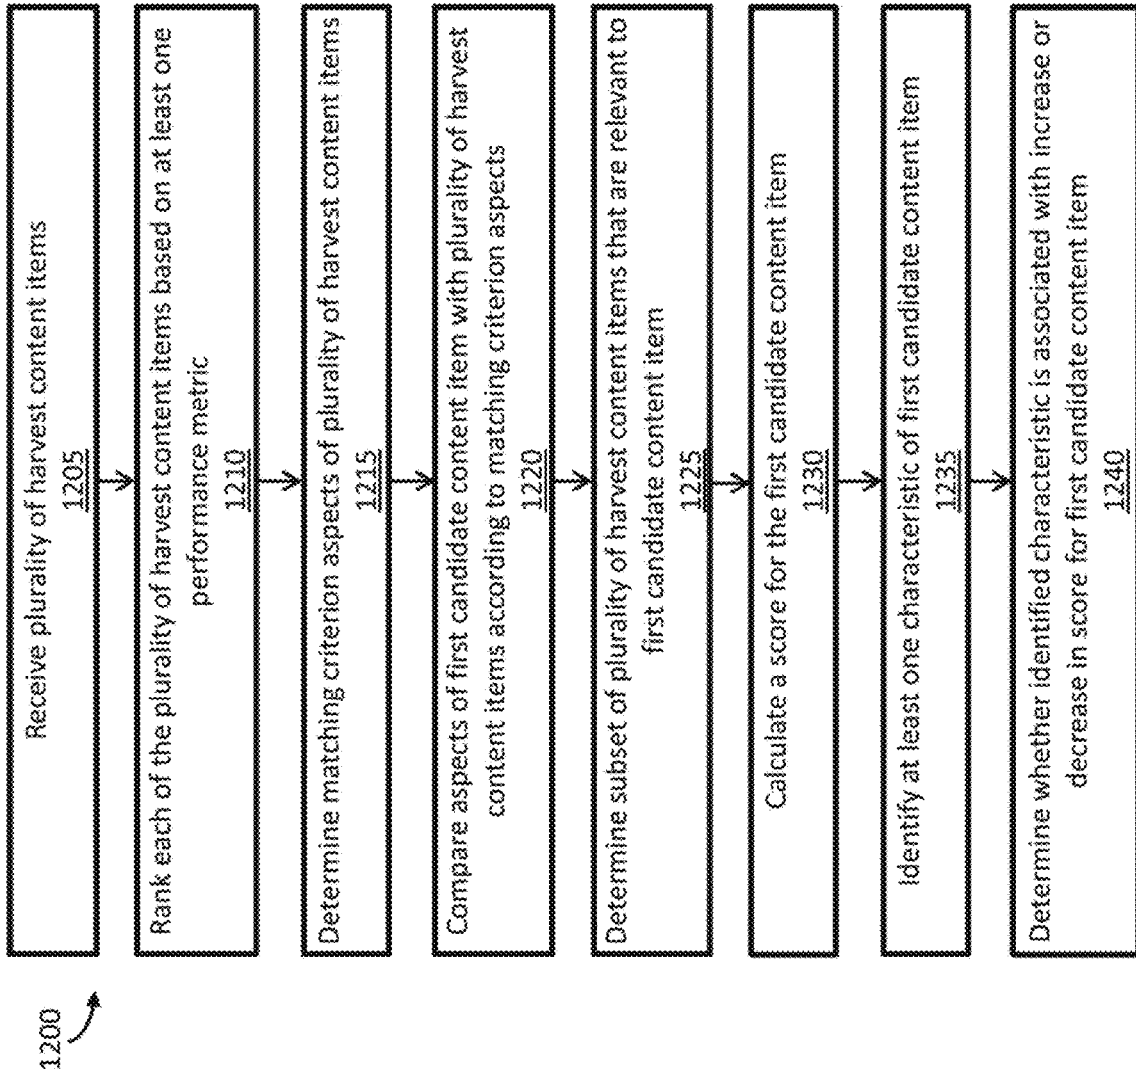 1200
Receive plurality of harvest content items
1205
Rank each of the plurality of harvest content items based on at least one
performance metric
1210
Determine matching criterion aspects of plurality of harvest content items
1215
Compare aspects of first candidate content item with plurality of harvest
content items according to matching criterion aspects
1220
Determine subset of plurality of harvest content items that are relevant to
first candidate content item
1225
Calculate a score for the first candidate content item
1230
Identify at least one characteristic of first candidate content item
1235
Determine whether identified characteristic is associated with increase or
decrease in score for first candidate content item
1240